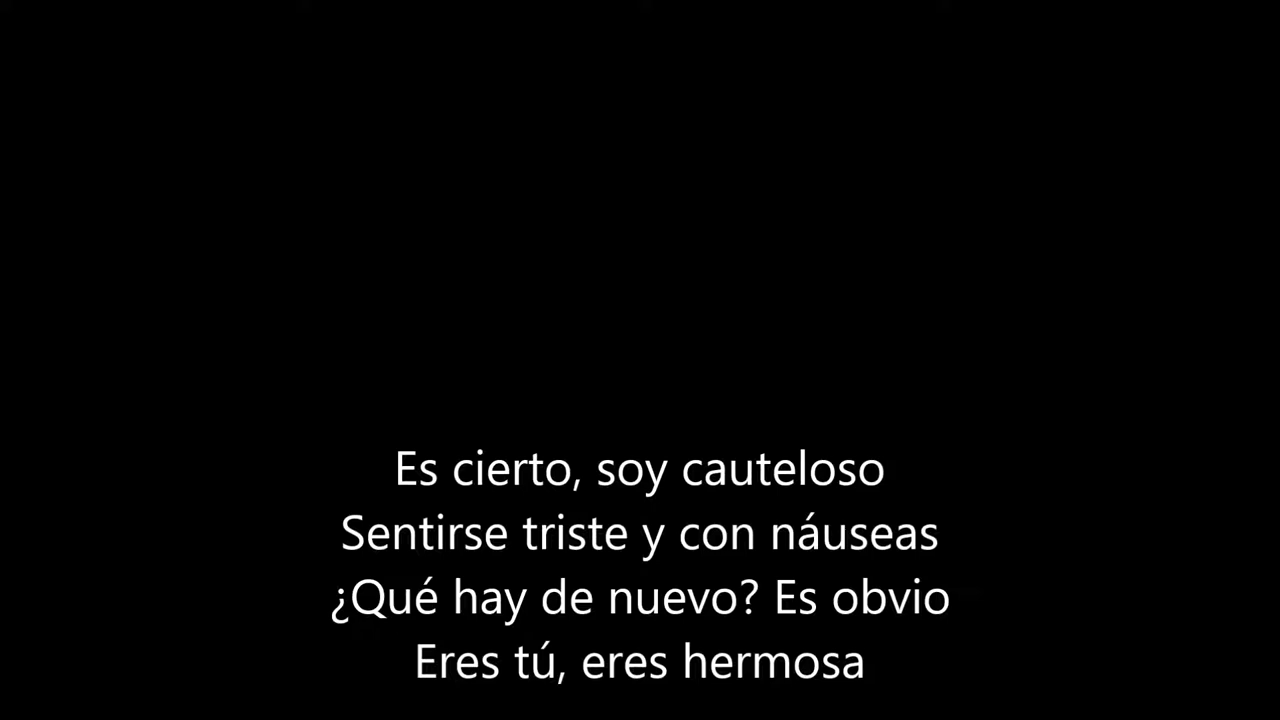 Es cierto, soy cauteloso
Sentirse triste y con náuseas
¿Qué hay de nuevo? Es obvio
Eres tú, eres hermosa